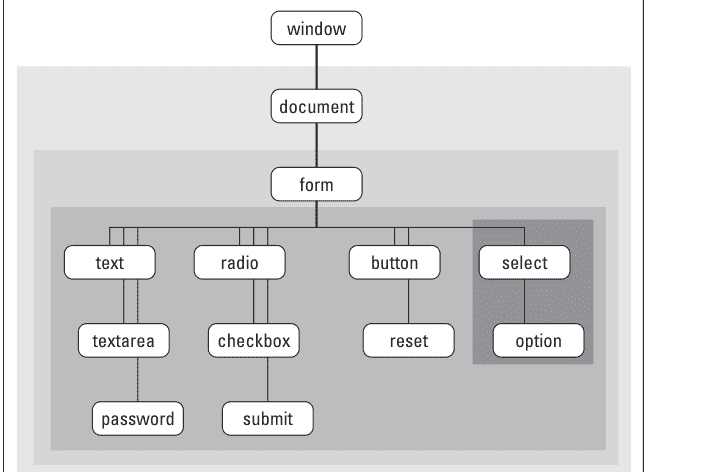 window
document
form
text
radio
button
select
textarea
checkbox
reset
option
password
submit